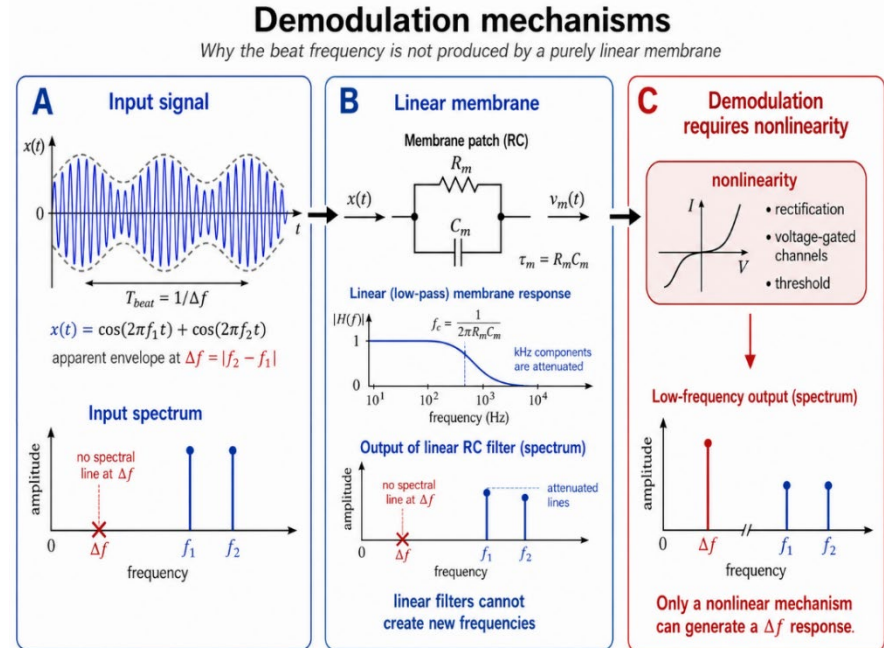 Demodulation mechanisms
Why the beat frequency is not produced by a purely linear membrane
A
Input signal
x(t)
0
t
T_beat = 1/Δf
x(t) = cos(2πf₁t) + cos(2πf₂t)
apparent envelope at Δf = |f₂ − f₁|
Input spectrum
amplitude
no spectral
line at Δf
0
Δf
f₁
f₂
frequency
B
Linear membrane
Membrane patch (RC)
R_m
x(t)
v_m(t)
C_m
τ_m = R_mC_m
Linear (low-pass) membrane response
|H(f)|
f_c = 1/(2πR_mC_m)
1
kHz components
are attenuated
0
10¹
10²
10³
10⁴
frequency (Hz)
Output of linear RC filter (spectrum)
amplitude
no spectral
line at Δf
attenuated
lines
0
Δf
f₁
f₂
frequency
linear filters cannot
create new frequencies
C
Demodulation
requires nonlinearity
nonlinearity
I
V
• rectification
• voltage-gated
channels
• threshold
Low-frequency output (spectrum)
amplitude
0
Δf
f₁
f₂
frequency
Only a nonlinear mechanism
can generate a Δf response.